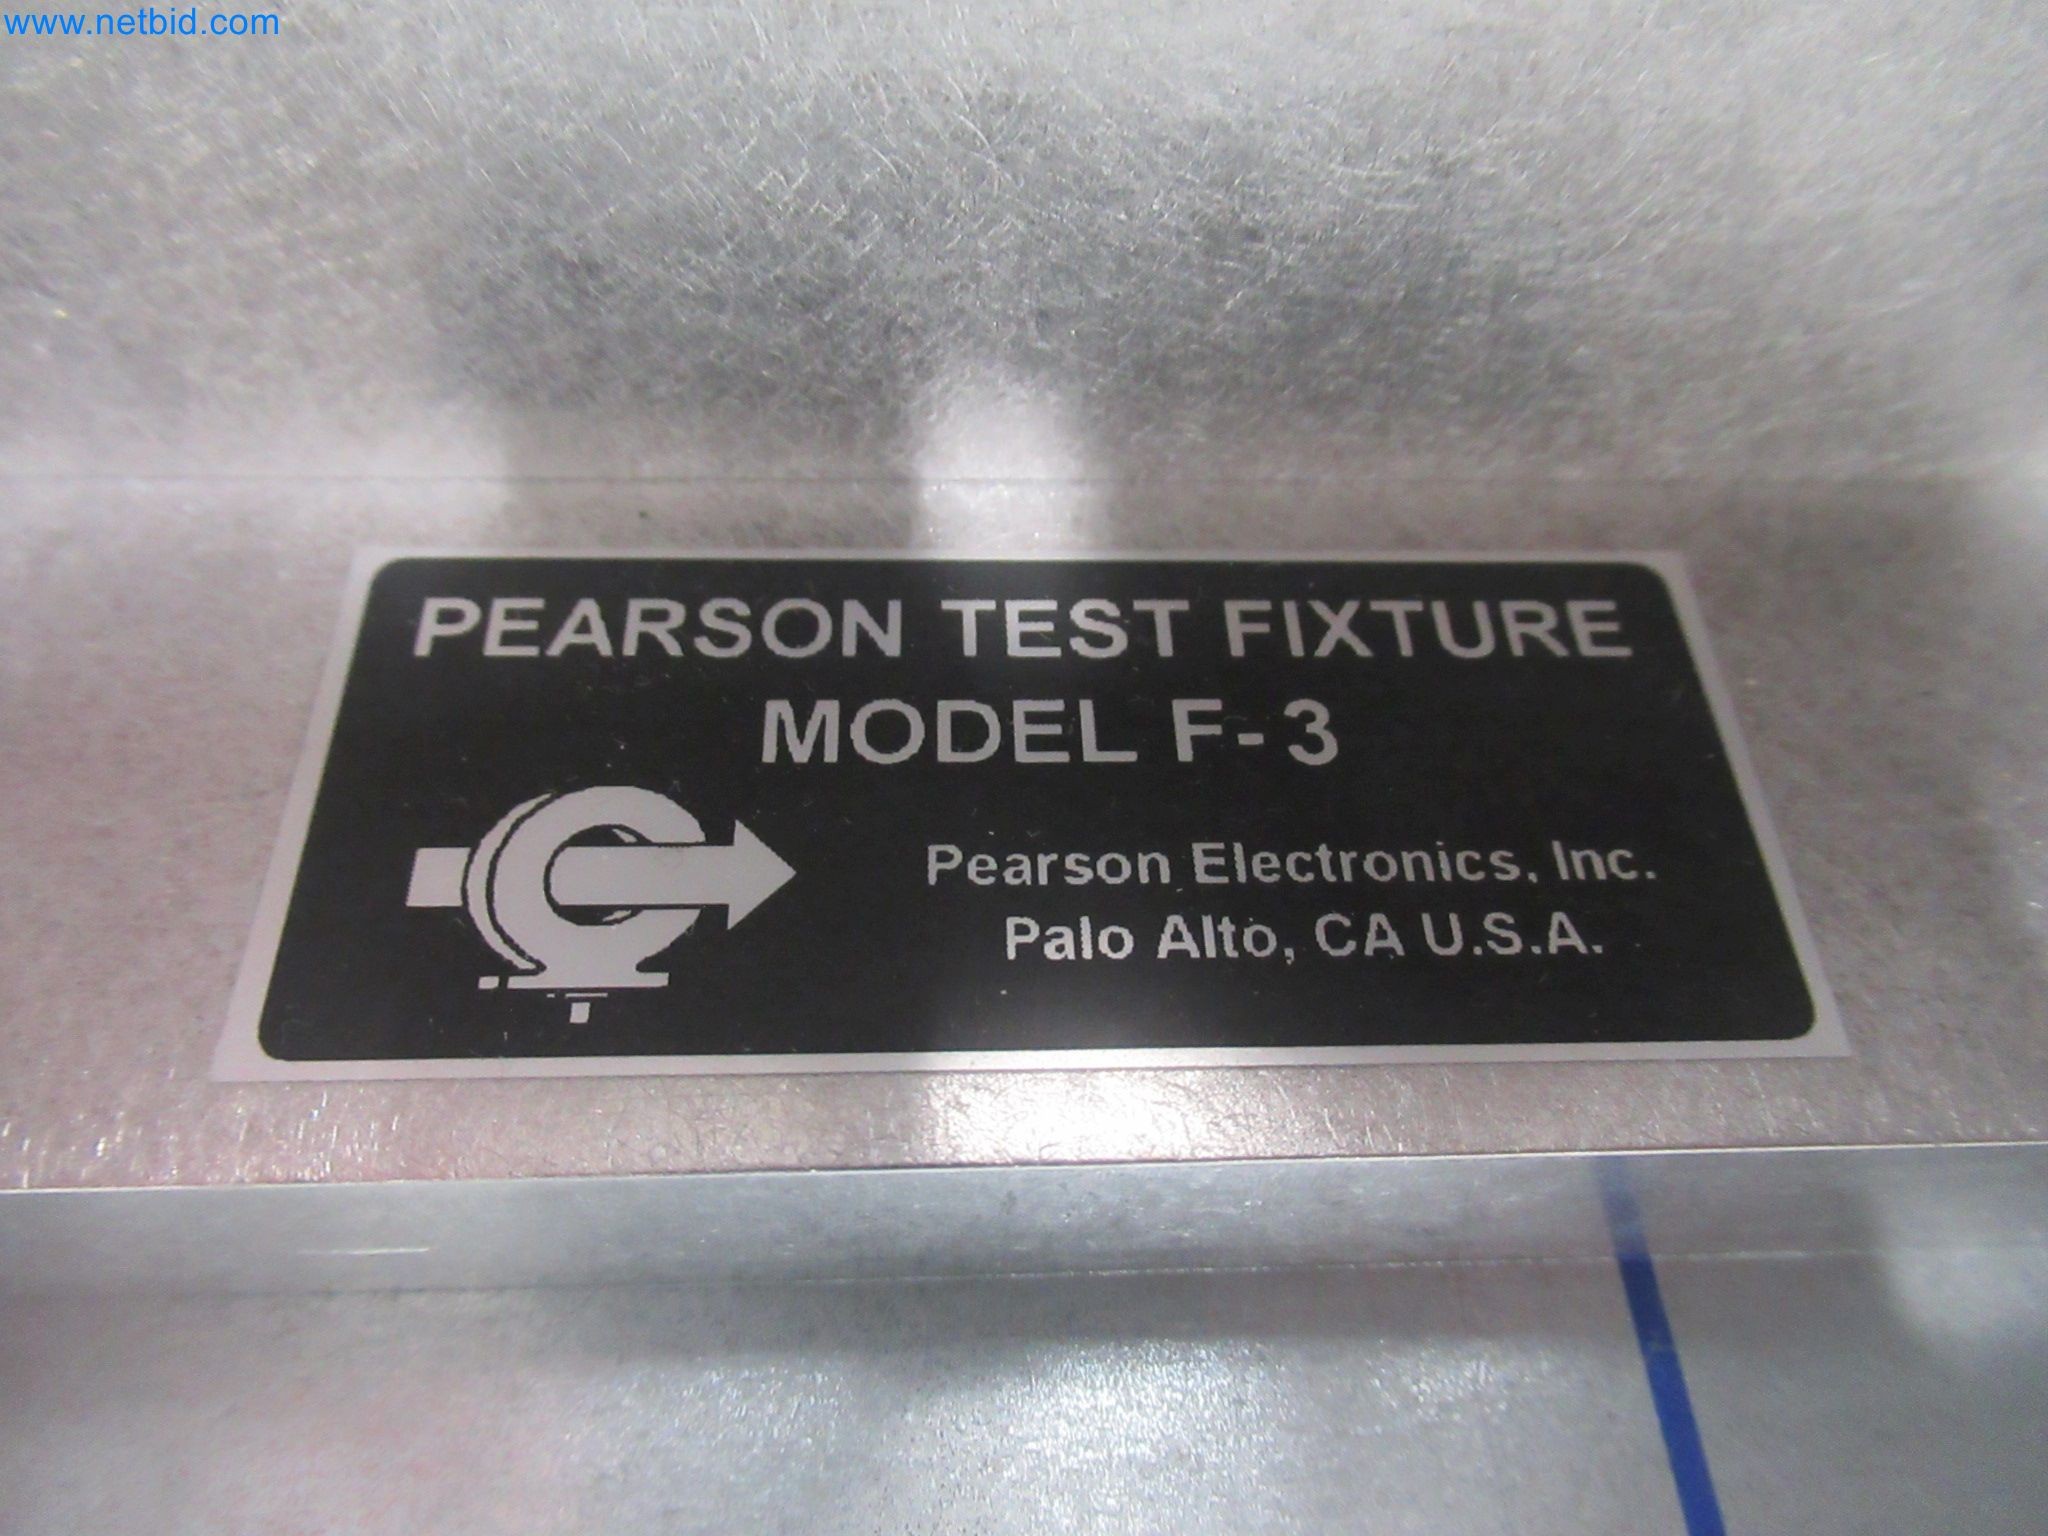 www.netbid.com
PEARSON TEST FIXTURE
MODEL F-3
Pearson Electronics, Inc.
Palo Alto, CA U.S.A.